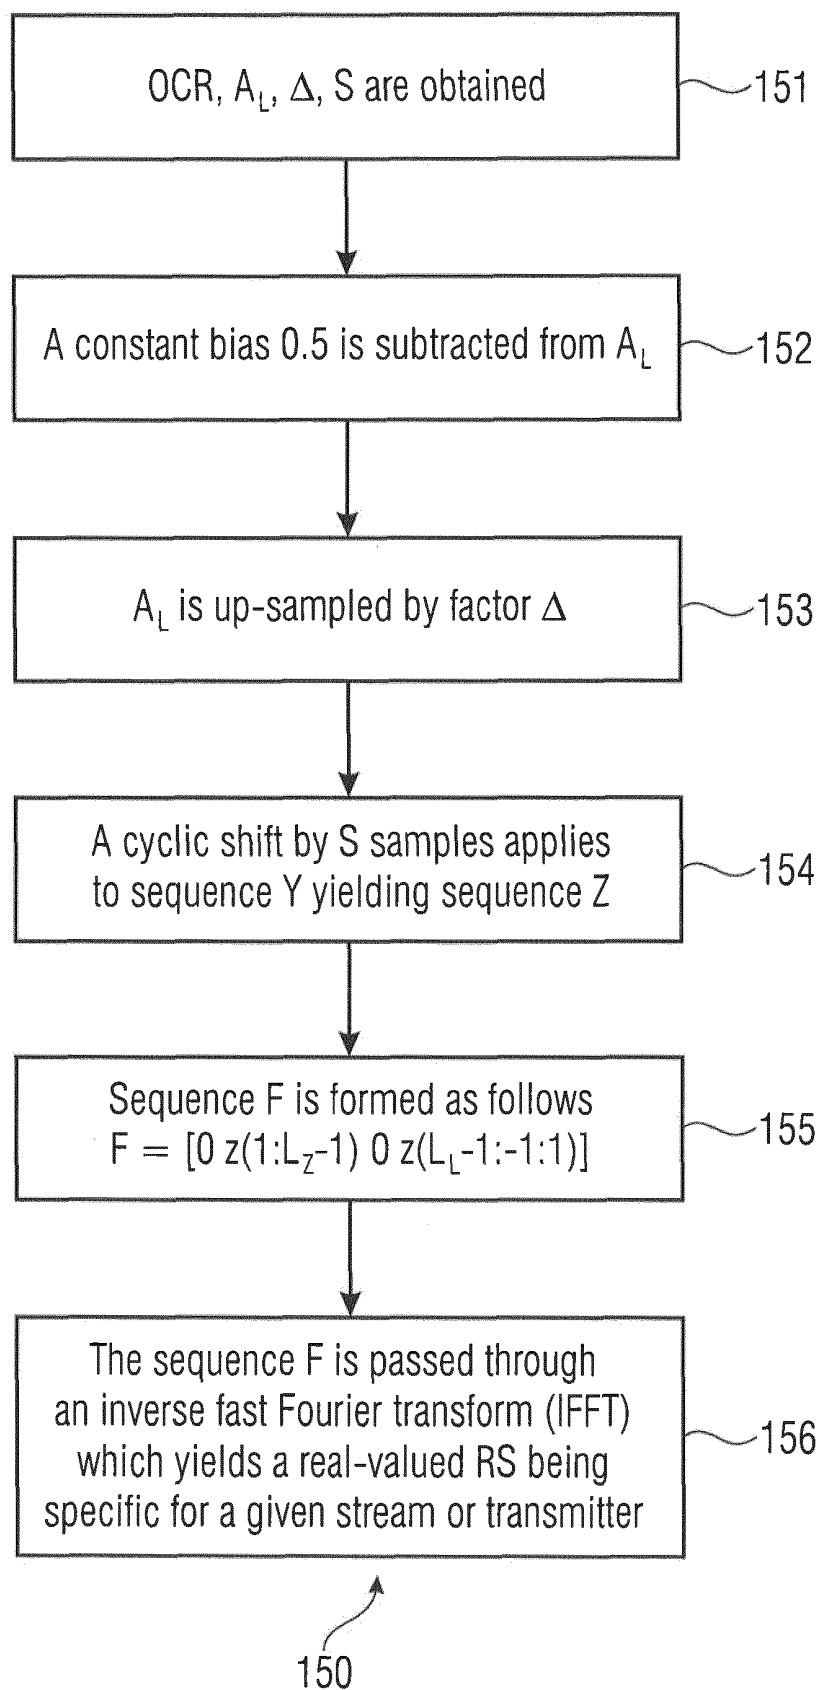 OCR, A_L, Δ, S are obtained
151
A constant bias 0.5 is subtracted from A_L
152
A_L is up-sampled by factor Δ
153
A cyclic shift by S samples applies
to sequence Y yielding sequence Z
154
Sequence F is formed as follows
F = [0 z(1:L_Z-1) 0 z(L_L-1:-1:1)]
155
The sequence F is passed through
an inverse fast Fourier transform (IFFT)
which yields a real-valued RS being
specific for a given stream or transmitter
156
150